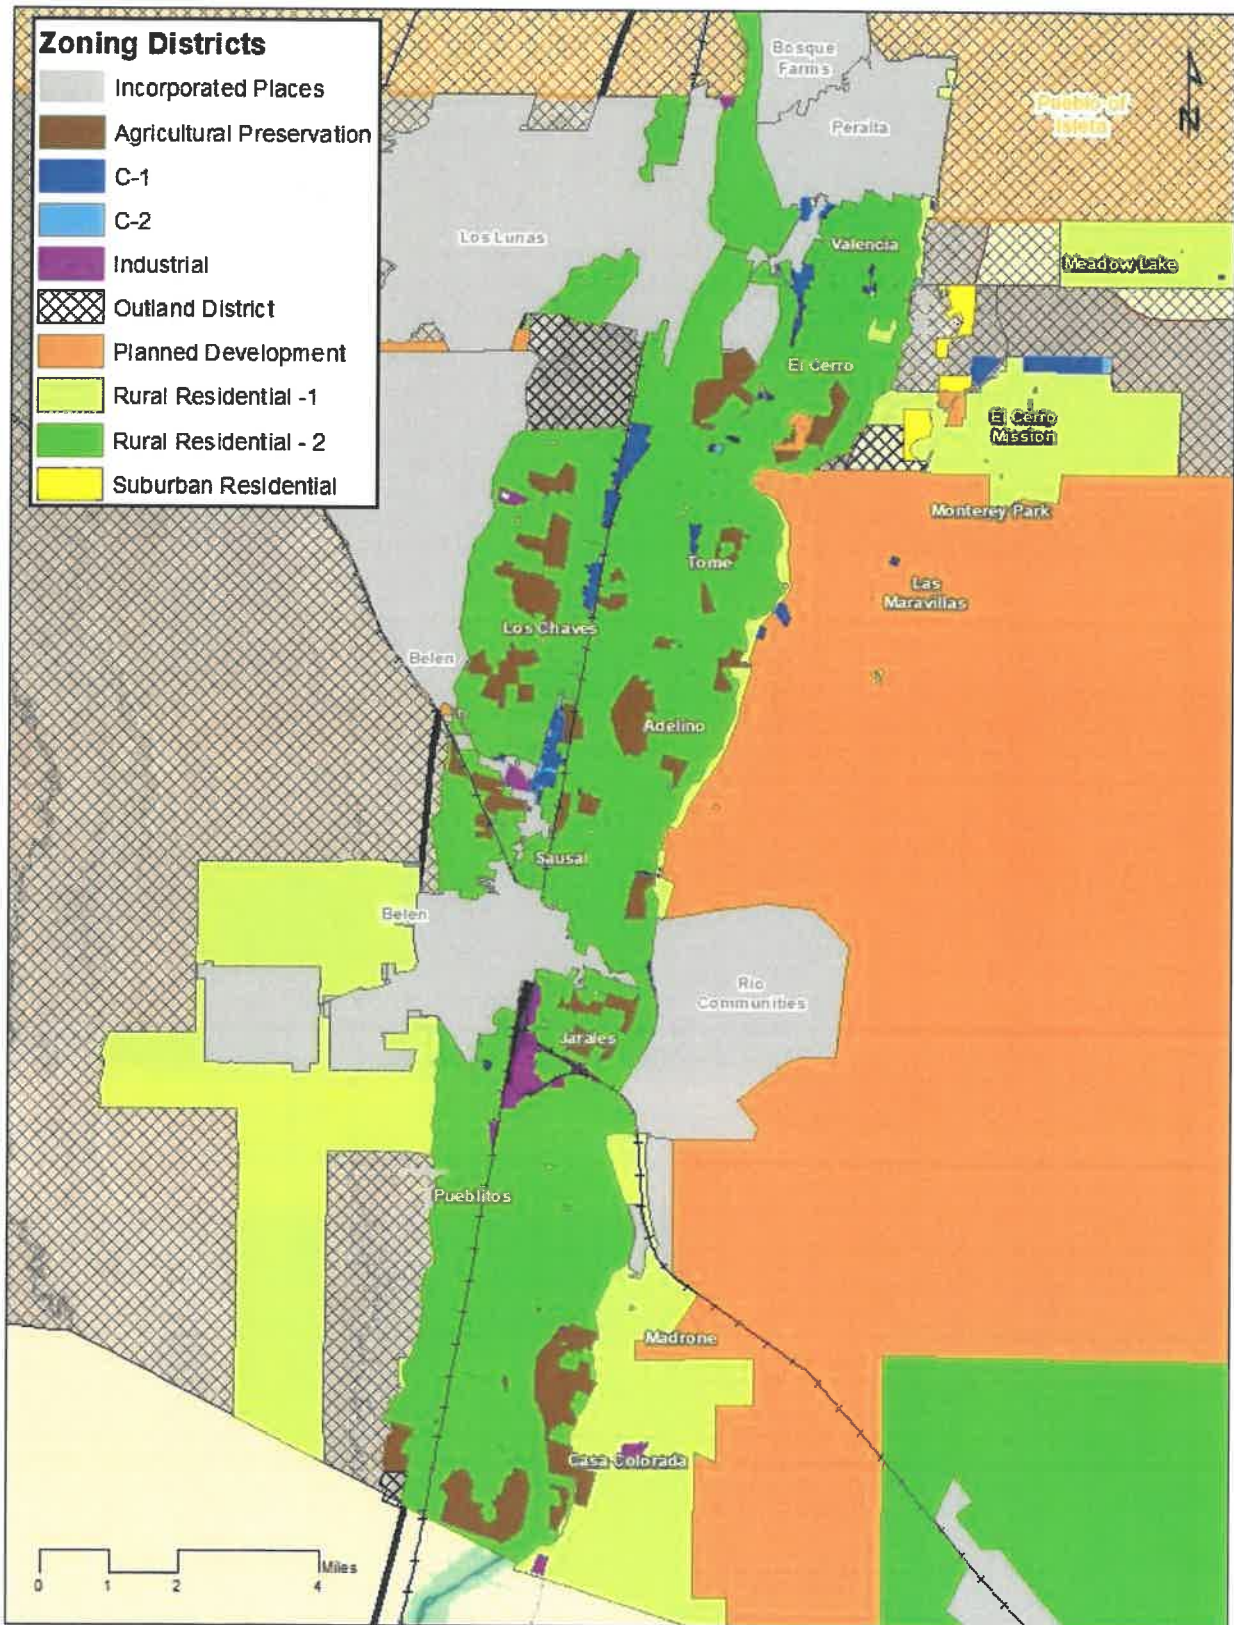 Zoning Districts
Incorporated Places
Agricultural Preservation
C-1
C-2
Industrial
Outland District
Planned Development
Rural Residential -1
Rural Residential - 2
Suburban Residential
Bosque
Farms
Peralta
Pueblo of
Isleta
N
Los Lunas
Valencia
Meadow Lake
El Cerro
El Cerro
Mission
Monterey Park
Tome
Las
Maravillas
Los Chaves
Belen
Adelino
Sausal
Belen
Rio
Communities
Jarales
Pueblitos
Madrone
Casa Colorada
Miles
0 1 2 4